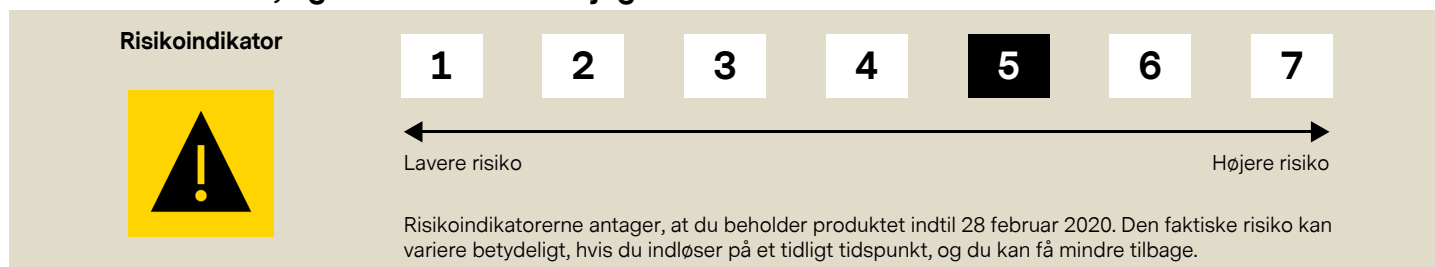 Risikoindikator
1 2 3 4 5 6 7
Lavere risiko
Højere risiko
Risikoindikatorerne antager, at du beholder produktet indtil 28 februar 2020. Den faktiske risiko kan
variere betydeligt, hvis du indløser på et tidligt tidspunkt, og du kan få mindre tilbage.